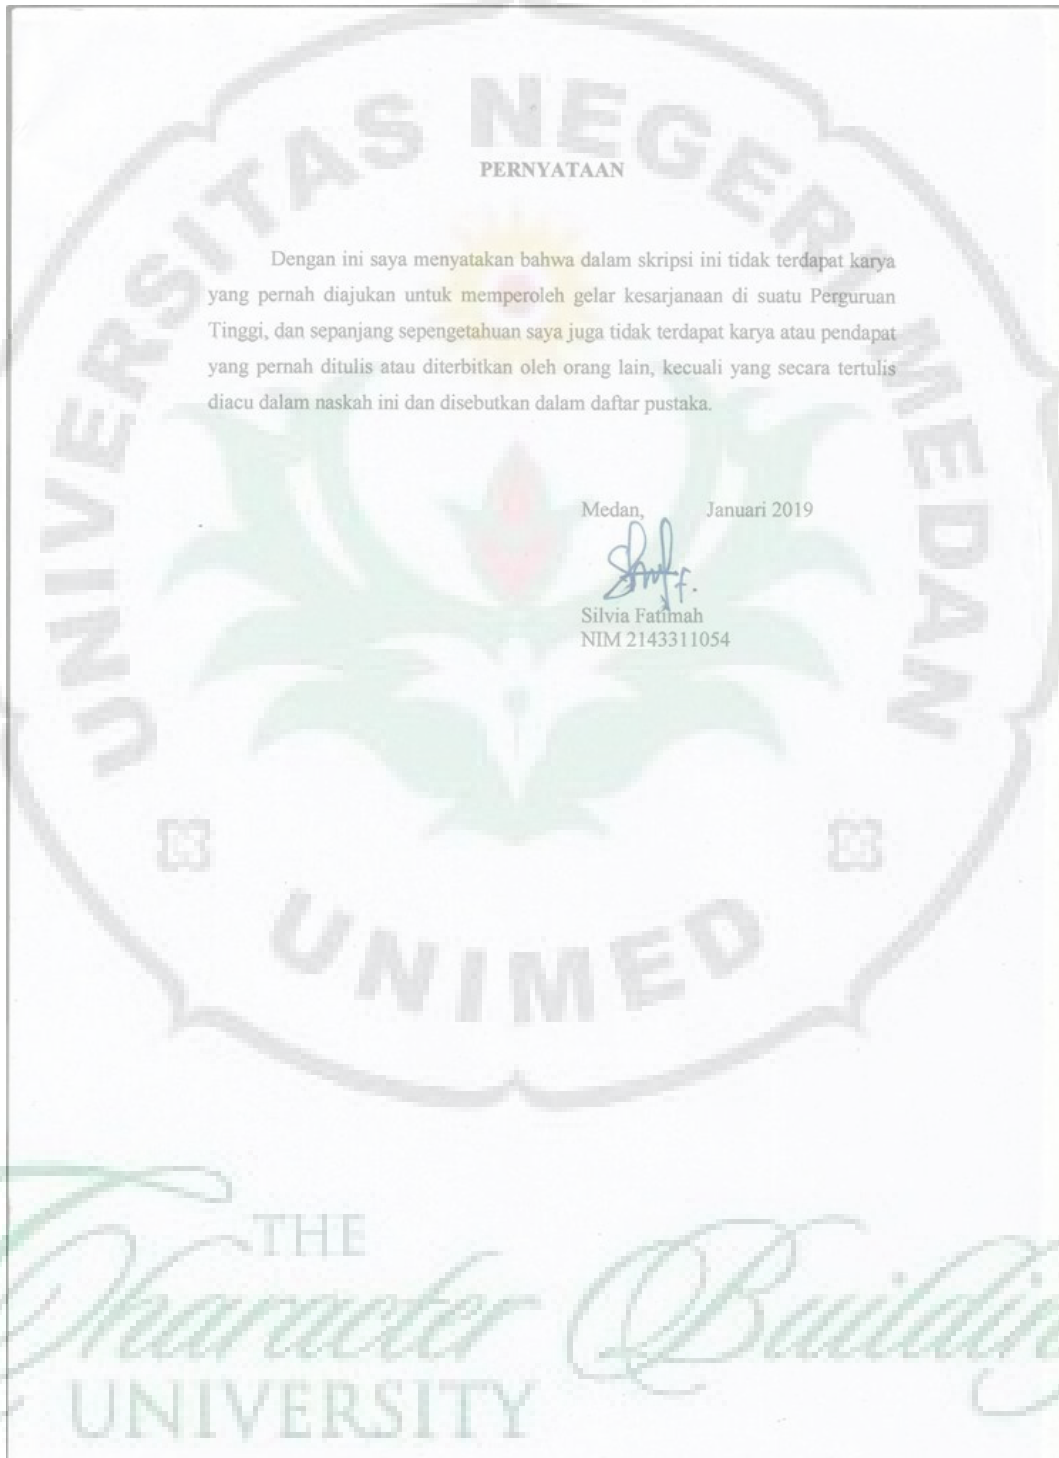 UNIVERSITAS NEGERI MEDAN
PERNYATAAN
Dengan ini saya menyatakan bahwa dalam skripsi ini tidak terdapat karya
yang pernah diajukan untuk memperoleh gelar kesarjanaan di suatu Perguruan
Tinggi, dan sepanjang sepengetahuan saya juga tidak terdapat karya atau pendapat
yang pernah ditulis atau diterbitkan oleh orang lain, kecuali yang secara tertulis
diacu dalam naskah ini dan disebutkan dalam daftar pustaka.
Medan, Januari 2019
Silvia Fatimah
NIM 2143311054
UNIMED
THE
Character Building
UNIVERSITY